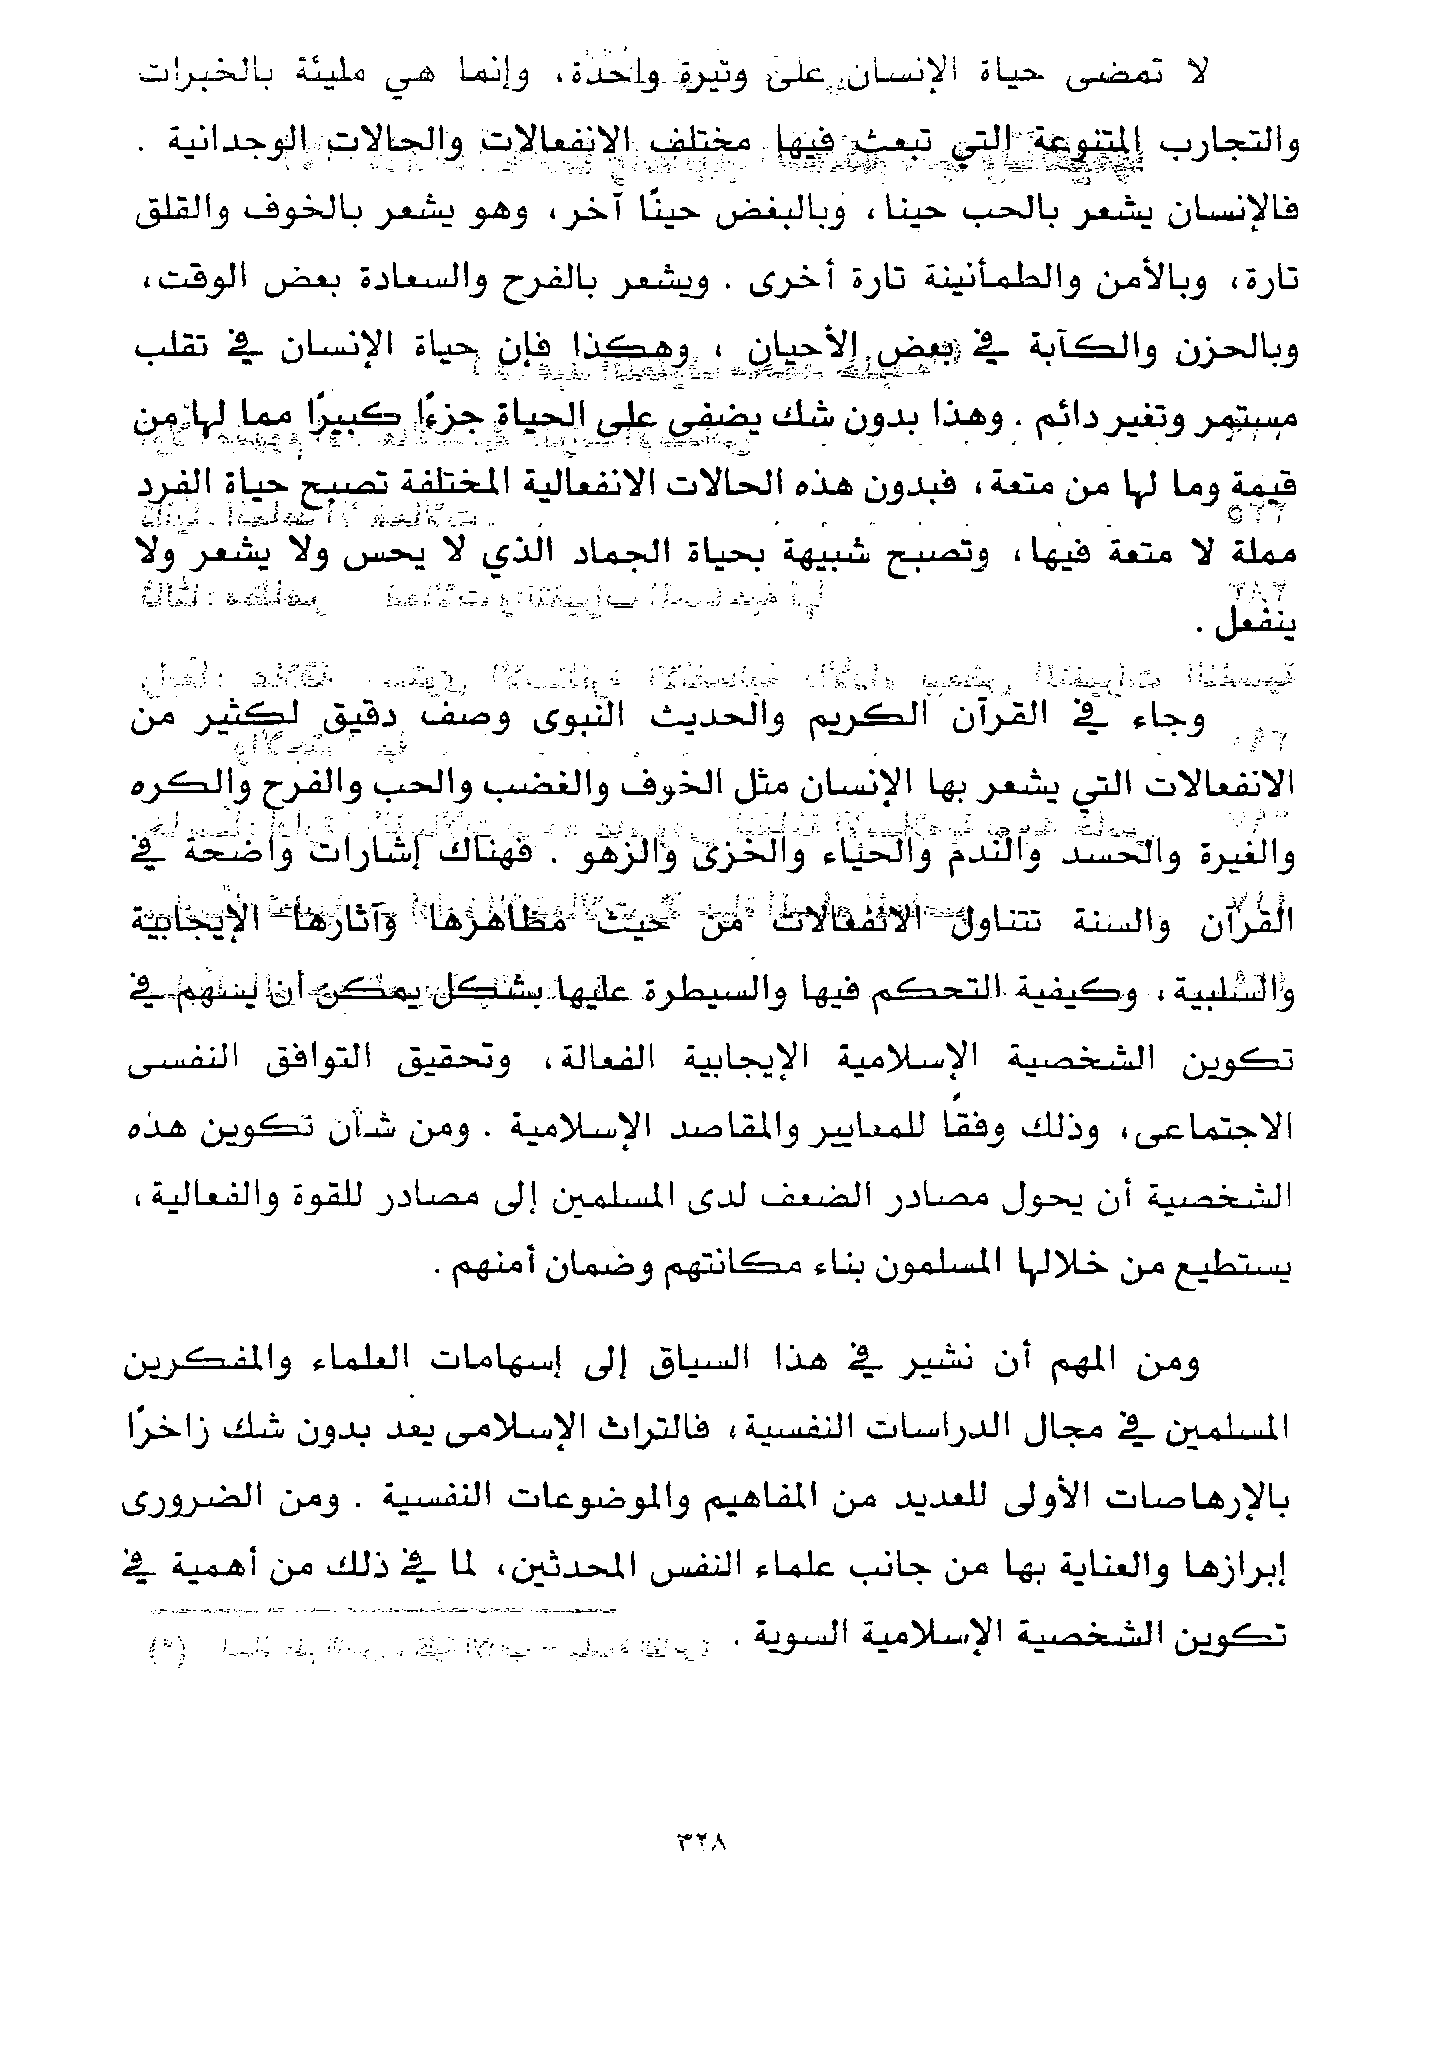 لا تمضى حياة الإنسان على وتيرة واحدة، وإنما هي مليئة بالخبرات
والتجارب المتنوعة التي تبعث فيها مختلف الانفعالات والحالات الوجدانية .
فالإنسان يشعر بالحب حينا، وبالبغض حينًا آخر، وهو يشعر بالخوف والقلق
تارة، وبالأمن والطمأنينة تارة أخرى . ويشعر بالفرح والسعادة بعض الوقت،
وبالحزن والكآبة في بعض الأحيان ، وهكذا فإن حياة الإنسان في تقلب
مستمر وتغير دائم . وهذا بدون شك يضفى على الحياة جزءًا كبيرًا مما لها من
قيمة وما لها من متعة، فبدون هذه الحالات الانفعالية المختلفة تصبح حياة الفرد
مملة لا متعة فيها، وتصبح شبيهة بحياة الجماد الذي لا يحس ولا يشعر ولا
ينفعل .
وجاء في القرآن الكريم والحديث النبوى وصف دقيق لكثير من
الانفعالات التي يشعر بها الإنسان مثل الخوف والغضب والحب والفرح والكره
والغيرة والحسد والندم والحياء والخزى والزهو . فهناك إشارات واضحة في
القرآن والسنة تتناول الانفعالات من حيث مظاهرها وآثارها الإيجابية
والسلبية، وكيفية التحكم فيها والسيطرة عليها بشكل يمكن أن يسهم في
تكوين الشخصية الإسلامية الإيجابية الفعالة، وتحقيق التوافق النفسى
الاجتماعى، وذلك وفقًا للمعايير والمقاصد الإسلامية . ومن شأن تكوين هذه
الشخصية أن يحول مصادر الضعف لدى المسلمين إلى مصادر للقوة والفعالية،
يستطيع من خلالها المسلمون بناء مكانتهم وضمان أمنهم .
ومن المهم أن نشير في هذا السياق إلى إسهامات العلماء والمفكرين
المسلمين في مجال الدراسات النفسية، فالتراث الإسلامى يعد بدون شك زاخرًا
بالإرهاصات الأولى للعديد من المفاهيم والموضوعات النفسية . ومن الضرورى
إبرازها والعناية بها من جانب علماء النفس المحدثين، لما في ذلك من أهمية في
تكوين الشخصية الإسلامية السوية .
٣٢٨